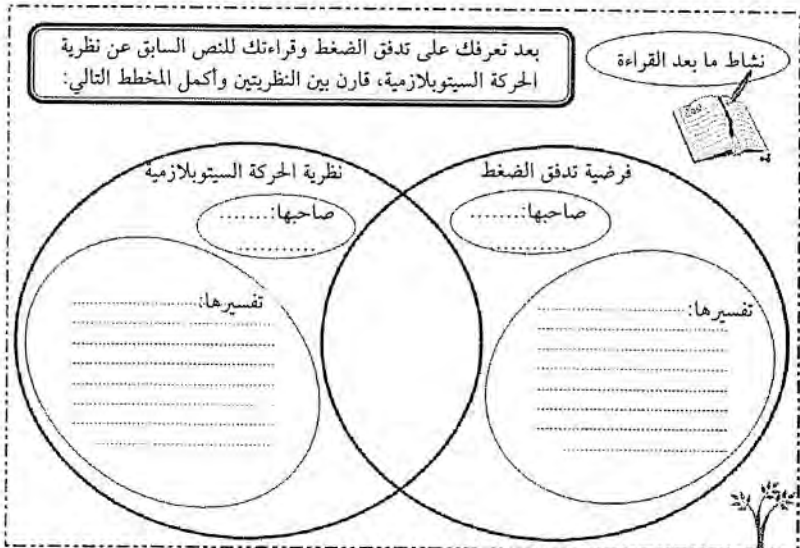 نشاط ما بعد القراءة
بعد تعرفك على تدفق الضغط وقراءتك للنص السابق عن نظرية
الحركة السيتوبلازمية، قارن بين النظريتين وأكمل المخطط التالي:
فرضية تدفق الضغط
صاحبها:.......
............
تفسيرها:......................
نظرية الحركة السيتوبلازمية
صاحبها:.......
............
تفسيرها:......................